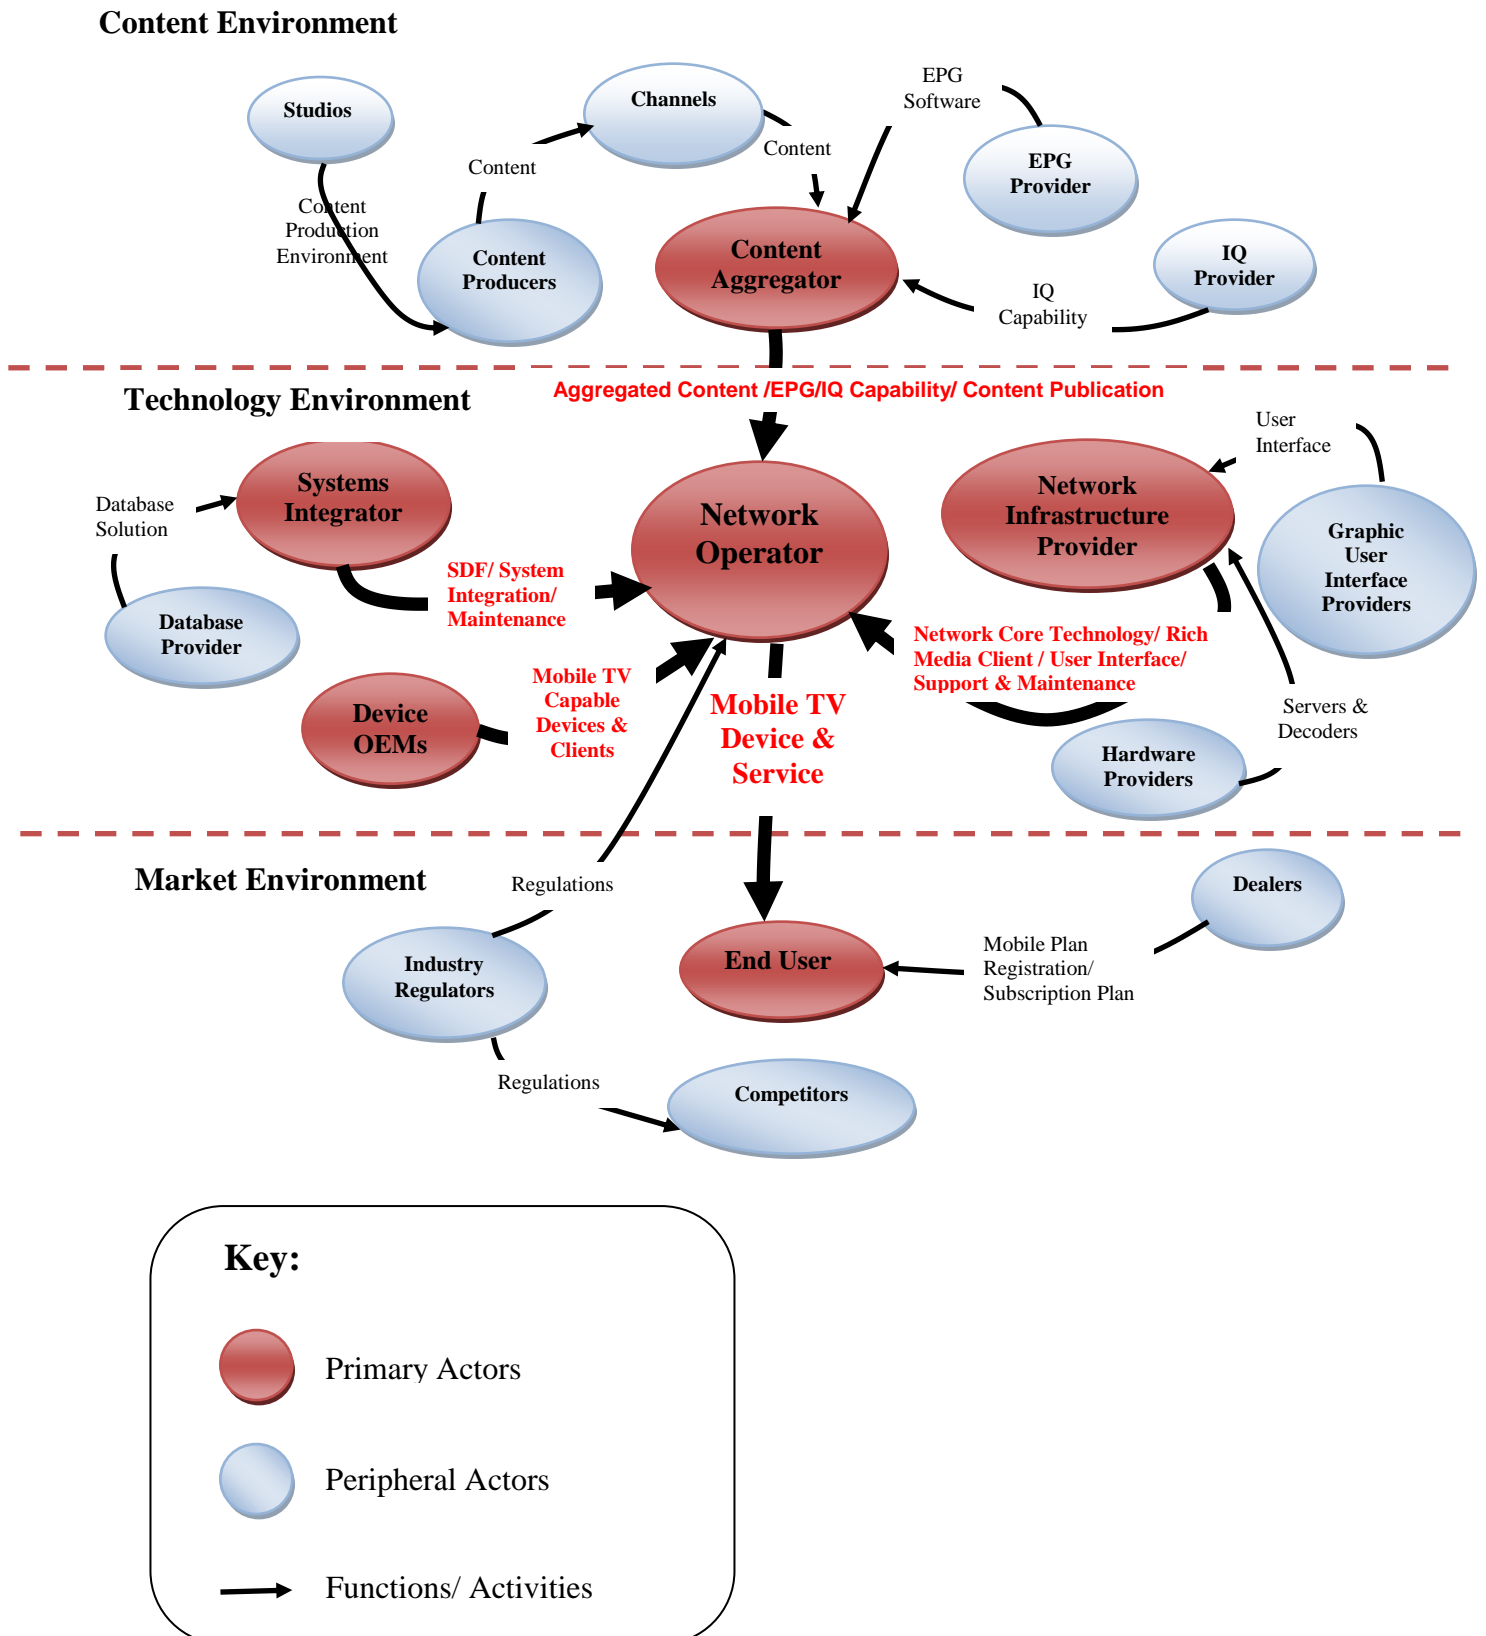 Content Environment
Studios
Channels
EPG
Software
Content
Content
EPG
Provider
Content
Production
Environment
Content
Producers
Content
Aggregator
IQ
Provider
IQ
Capability
Aggregated Content /EPG/IQ Capability/ Content Publication
Technology Environment
User
Interface
Systems
Integrator
Database
Solution
Network
Operator
Network
Infrastructure
Provider
Graphic
User
Interface
Providers
SDF/ System
Integration/
Maintenance
Database
Provider
Network Core Technology/ Rich
Media Client / User Interface/
Support & Maintenance
Mobile TV
Capable
Devices &
Clients
Device
OEMs
Mobile TV
Device &
Service
Servers &
Decoders
Hardware
Providers
Market Environment
Regulations
Dealers
Industry
Regulators
End User
Mobile Plan
Registration/
Subscription Plan
Regulations
Competitors
Key:
Primary Actors
Peripheral Actors
Functions/ Activities